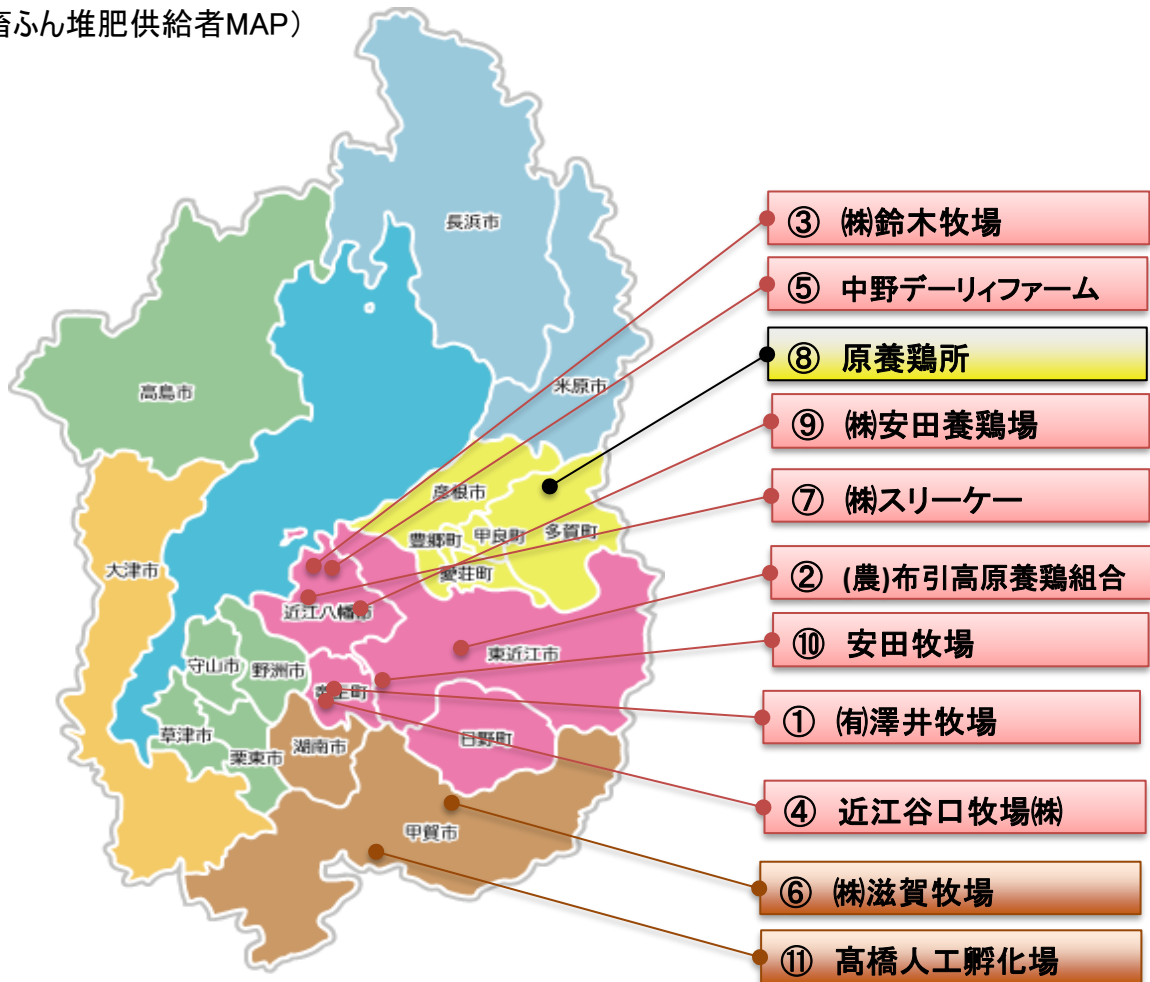 畜ふん堆肥供給者MAP）
長浜市
③ ㈱鈴木牧場
⑤ 中野デーリィファーム
⑧ 原養鶏所
米原市
高島市
⑨ ㈱安田養鶏場
彦根市
⑦ ㈱スリーケー
多賀町
甲良町
豊郷町
大津市
愛荘町
② (農)布引高原養鶏組合
近江八幡市
⑩ 安田牧場
東近江市
守山市
野洲市
竜王町
① ㈲澤井牧場
草津市
日野町
湖南市
栗東市
④ 近江谷口牧場㈱
甲賀市
⑥ ㈱滋賀牧場
⑪ 髙橋人工孵化場